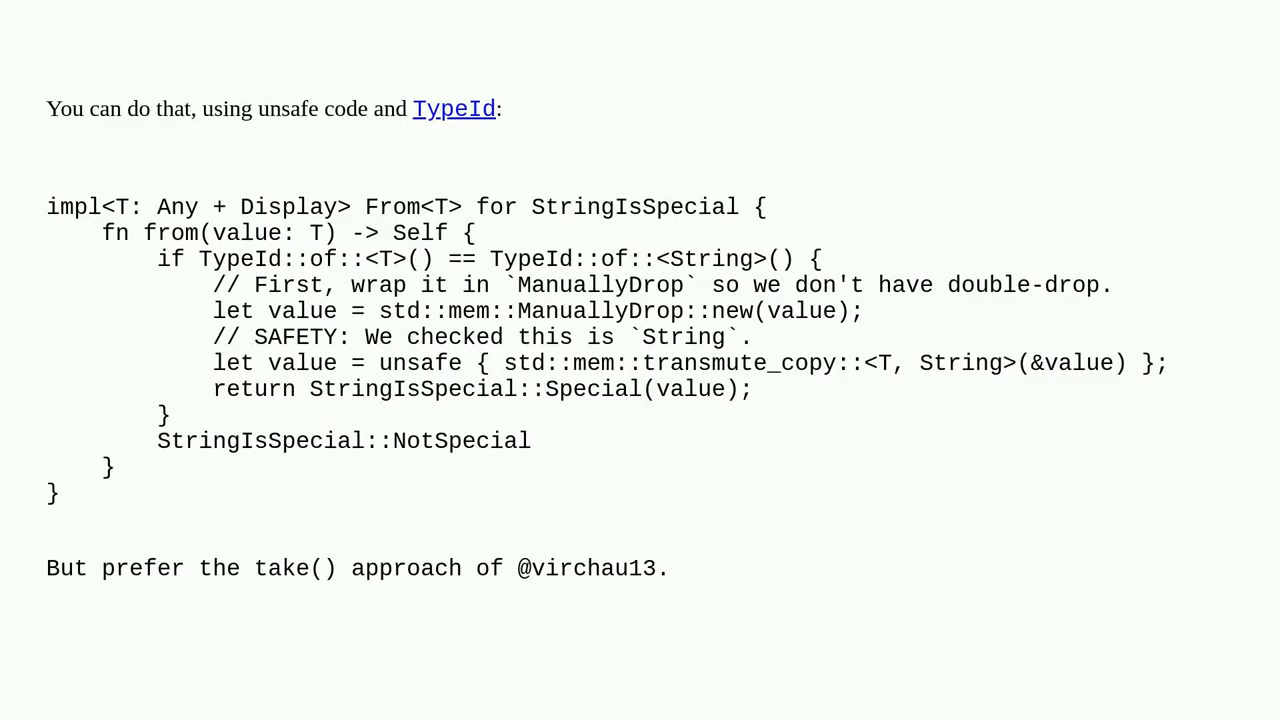 You can do that, using unsafe code and TypeId:
impl<T: Any + Display> From<T> for StringIsSpecial {
    fn from(value: T) -> Self {
        if TypeId::of::<T>() == TypeId::of::<String>() {
            // First, wrap it in `ManuallyDrop` so we don't have double-drop.
            let value = std::mem::ManuallyDrop::new(value);
            // SAFETY: We checked this is `String`.
            let value = unsafe { std::mem::transmute_copy::<T, String>(&value) };
            return StringIsSpecial::Special(value);
        }
        StringIsSpecial::NotSpecial
    }
}
But prefer the take() approach of @virchau13.